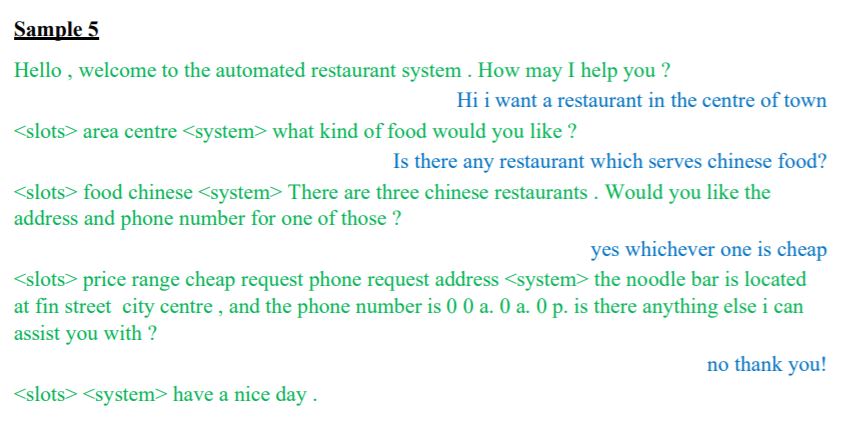 Sample 5
Hello , welcome to the automated restaurant system . How may I help you ?
Hi i want a restaurant in the centre of town
<slots> area centre <system> what kind of food would you like ?
Is there any restaurant which serves chinese food?
<slots> food chinese <system> There are three chinese restaurants . Would you like the
address and phone number for one of those ?
yes whichever one is cheap
<slots> price range cheap request phone request address <system> the noodle bar is located
at fin street  city centre , and the phone number is 0 0 a. 0 a. 0 p. is there anything else i can
assist you with ?
no thank you!
<slots> <system> have a nice day .